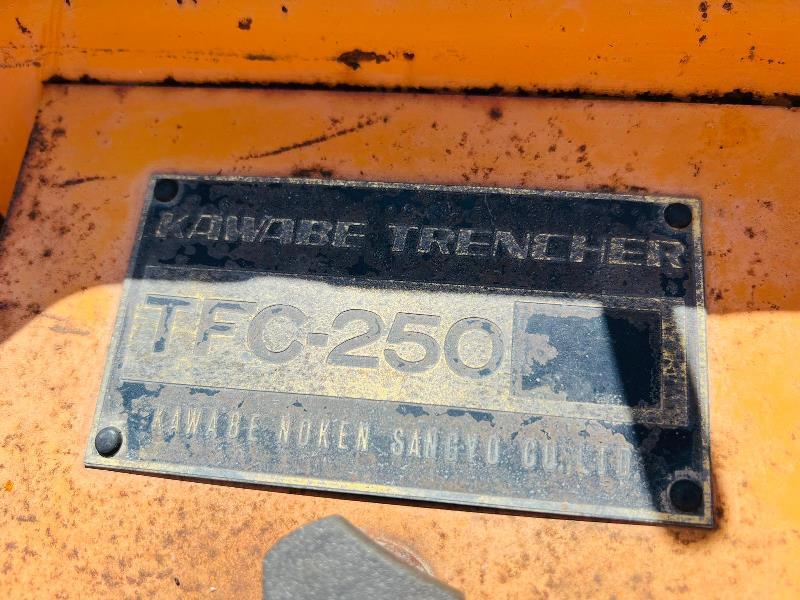 KAWABE TRENCHER
TFC-250
KAWABE NOKEN SANGYO CO.,LTD.